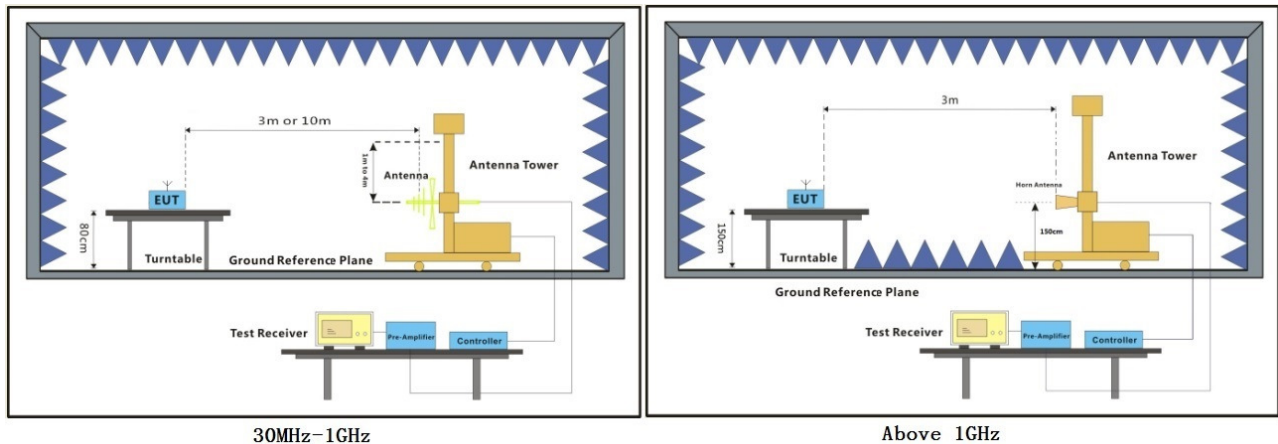 3m or 10m
1m to 4m
Antenna
Antenna Tower
EUT
80cm
Turntable
Ground Reference Plane
Test Receiver
Pre-Amplifier
Controller
30MHz-1GHz
3m
Antenna Tower
Horn Antenna
EUT
150cm
150cm
Turntable
Ground Reference Plane
Test Receiver
Pre-Amplifier
Controller
Above 1GHz